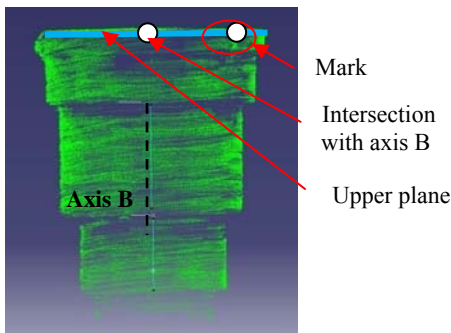 Mark
Intersection
with axis B
Axis B
Upper plane